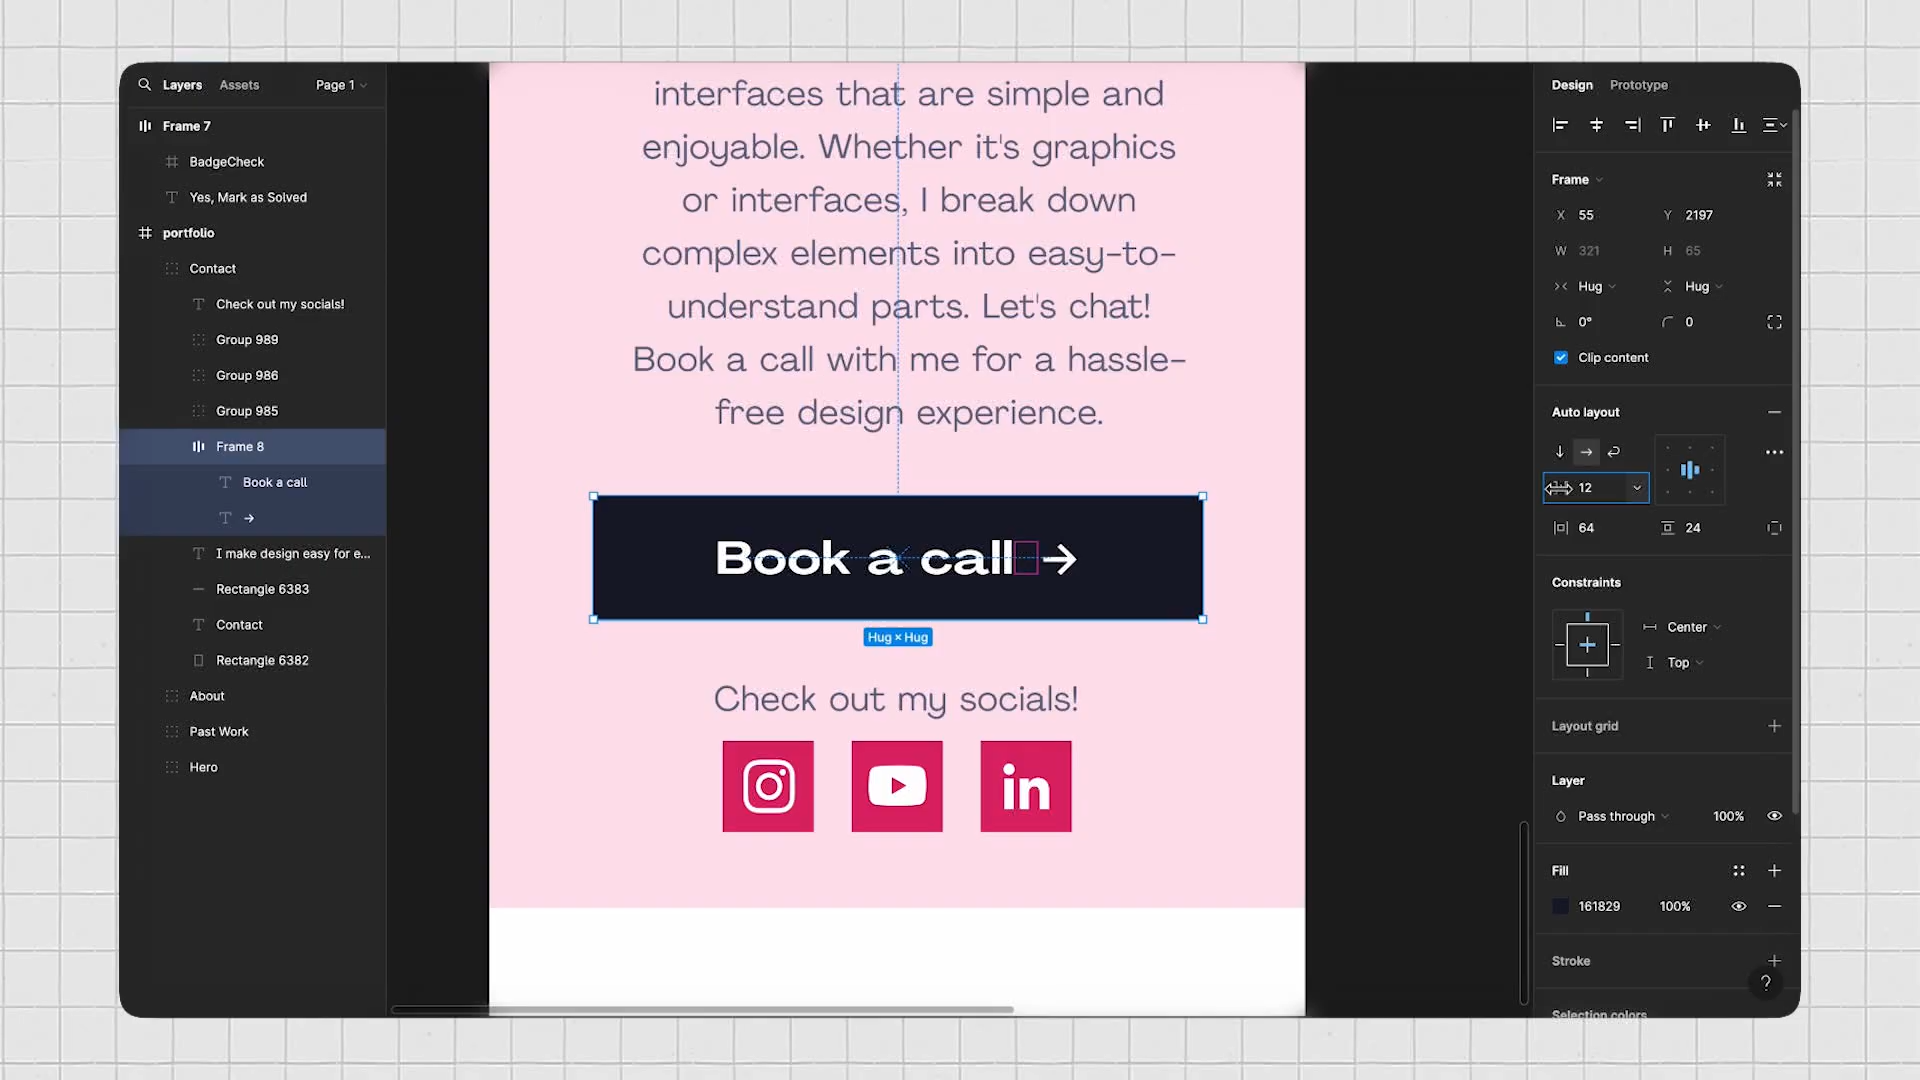 Layers
Assets
Page 1
Frame 7
BadgeCheck
Yes, Mark as Solved
portfolio
Contact
Check out my socials!
Group 989
Group 986
Group 985
Frame 8
Book a call
→
I make design easy for e...
Rectangle 6383
Contact
Rectangle 6382
About
Past Work
Hero
interfaces that are simple and
enjoyable. Whether it's graphics
or interfaces, I break down
complex elements into easy-to-
understand parts. Let's chat!
Book a call with me for a hassle-
free design experience.
Book a call →
Hug × Hug
Check out my socials!
in
Design
Prototype
Frame
X 55
Y 2197
W 321
H 65
Hug
Hug
0°
0
Clip content
Auto layout
12
64
24
Constraints
Center
Top
Layout grid
Layer
Pass through
100%
Fill
161829
100%
Stroke
?
Selection colors